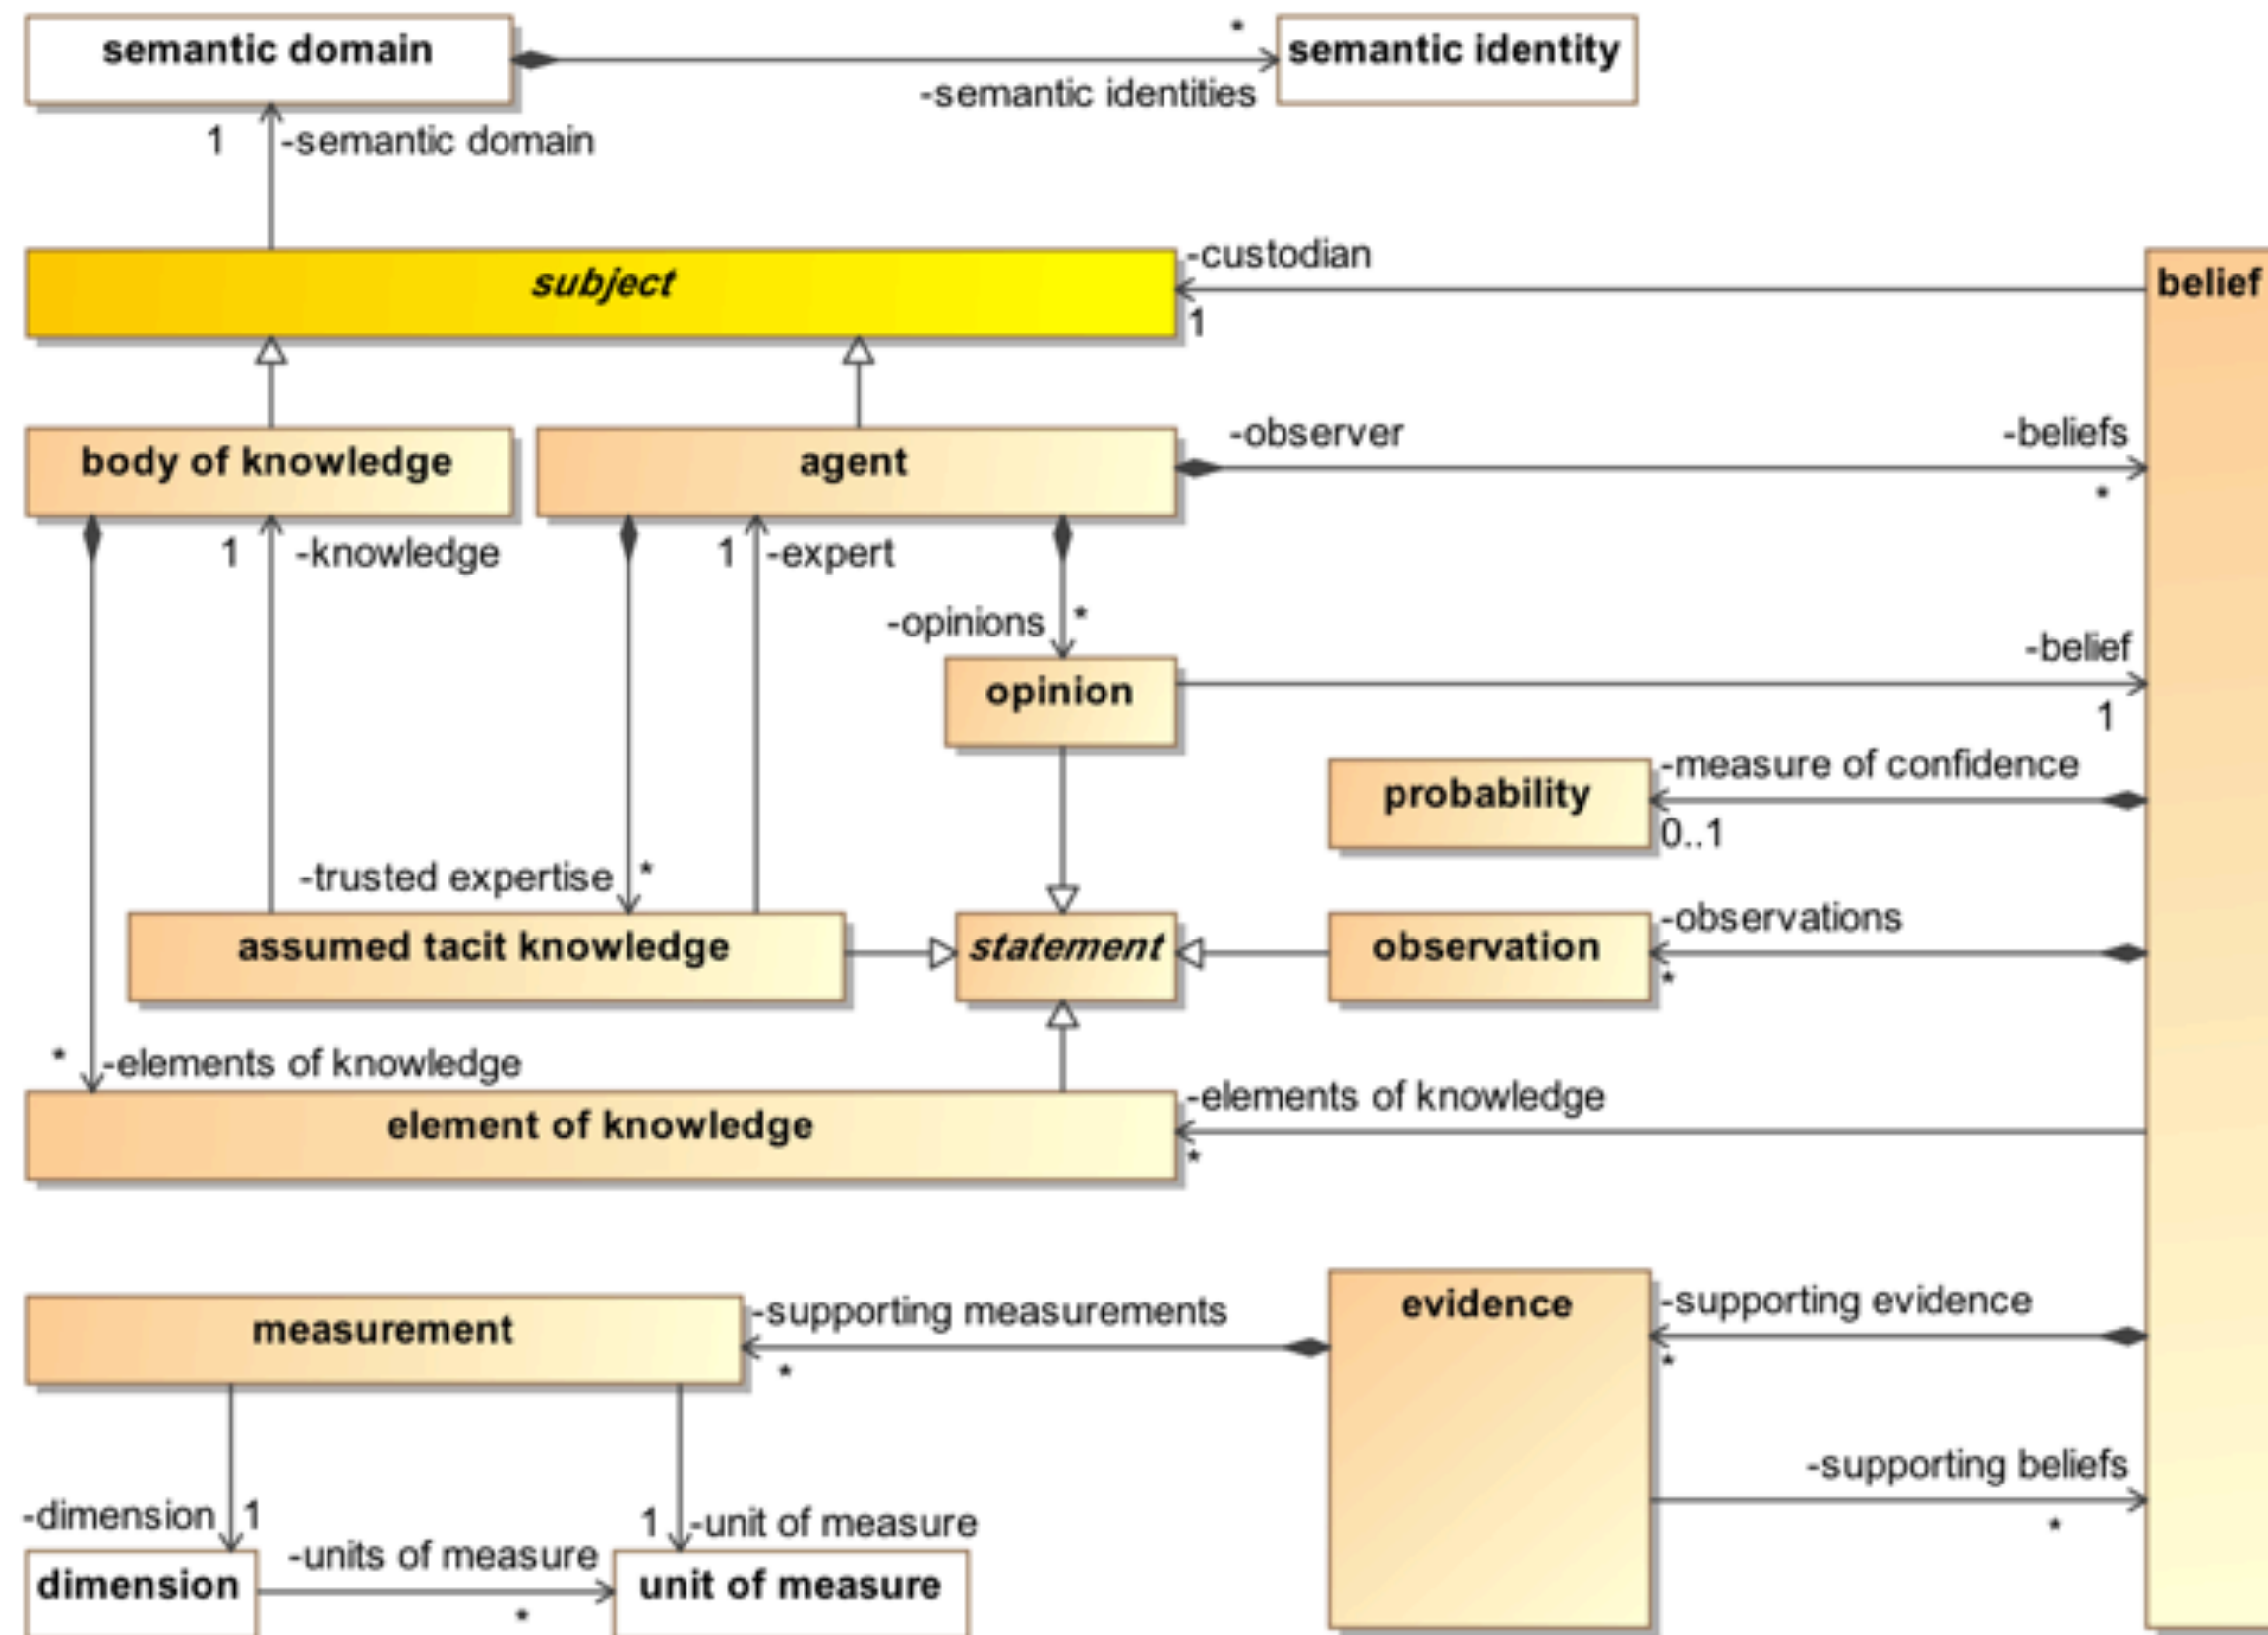 semantic domain
*
semantic identity
-semantic identities
1
-semantic domain
subject
-custodian
1
belief
body of knowledge
agent
-observer
-beliefs
*
1
-knowledge
1
-expert
-opinions
*
opinion
-belief
1
probability
-measure of confidence
0..1
-trusted expertise
*
assumed tacit knowledge
statement
observation
-observations
*
*
-elements of knowledge
element of knowledge
-elements of knowledge
*
measurement
-supporting measurements
*
evidence
-supporting evidence
*
-supporting beliefs
*
-dimension
1
1
-unit of measure
dimension
-units of measure
*
unit of measure